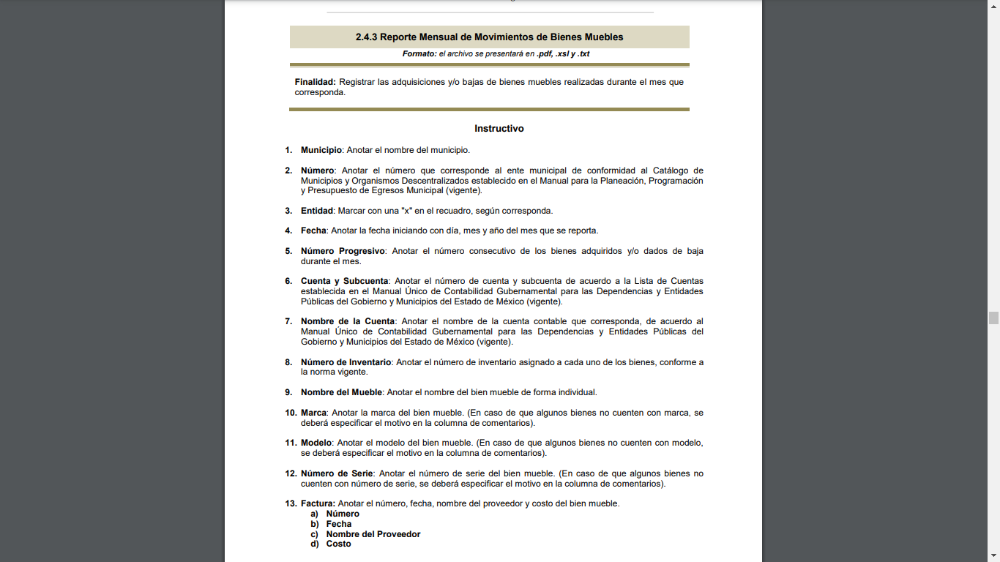 2.4.3 Reporte Mensual de Movimientos de Bienes Muebles
Formato: el archivo se presentará en .pdf, .xsl y .txt
Finalidad: Registrar las adquisiciones y/o bajas de bienes muebles realizadas durante el mes que
corresponda.
Instructivo
1. Municipio: Anotar el nombre del municipio.
2. Número: Anotar el número que corresponde al ente municipal de conformidad al Catálogo de
Municipios y Organismos Descentralizados establecido en el Manual para la Planeación, Programación
y Presupuesto de Egresos Municipal (vigente).
3. Entidad: Marcar con una "x" en el recuadro, según corresponda.
4. Fecha: Anotar la fecha iniciando con día, mes y año del mes que se reporta.
5. Número Progresivo: Anotar el número consecutivo de los bienes adquiridos y/o dados de baja
durante el mes.
6. Cuenta y Subcuenta: Anotar el número de cuenta y subcuenta de acuerdo a la Lista de Cuentas
establecida en el Manual Único de Contabilidad Gubernamental para las Dependencias y Entidades
Públicas del Gobierno y Municipios del Estado de México (vigente).
7. Nombre de la Cuenta: Anotar el nombre de la cuenta contable que corresponda, de acuerdo al
Manual Único de Contabilidad Gubernamental para las Dependencias y Entidades Públicas del
Gobierno y Municipios del Estado de México (vigente).
8. Número de Inventario: Anotar el número de inventario asignado a cada uno de los bienes, conforme a
la norma vigente.
9. Nombre del Mueble: Anotar el nombre del bien mueble de forma individual.
10. Marca: Anotar la marca del bien mueble. (En caso de que algunos bienes no cuenten con marca, se
deberá especificar el motivo en la columna de comentarios).
11. Modelo: Anotar el modelo del bien mueble. (En caso de que algunos bienes no cuenten con modelo,
se deberá especificar el motivo en la columna de comentarios).
12. Número de Serie: Anotar el número de serie del bien mueble. (En caso de que algunos bienes no
cuenten con número de serie, se deberá especificar el motivo en la columna de comentarios).
13. Factura: Anotar el número, fecha, nombre del proveedor y costo del bien mueble.
a) Número
b) Fecha
c) Nombre del Proveedor
d) Costo